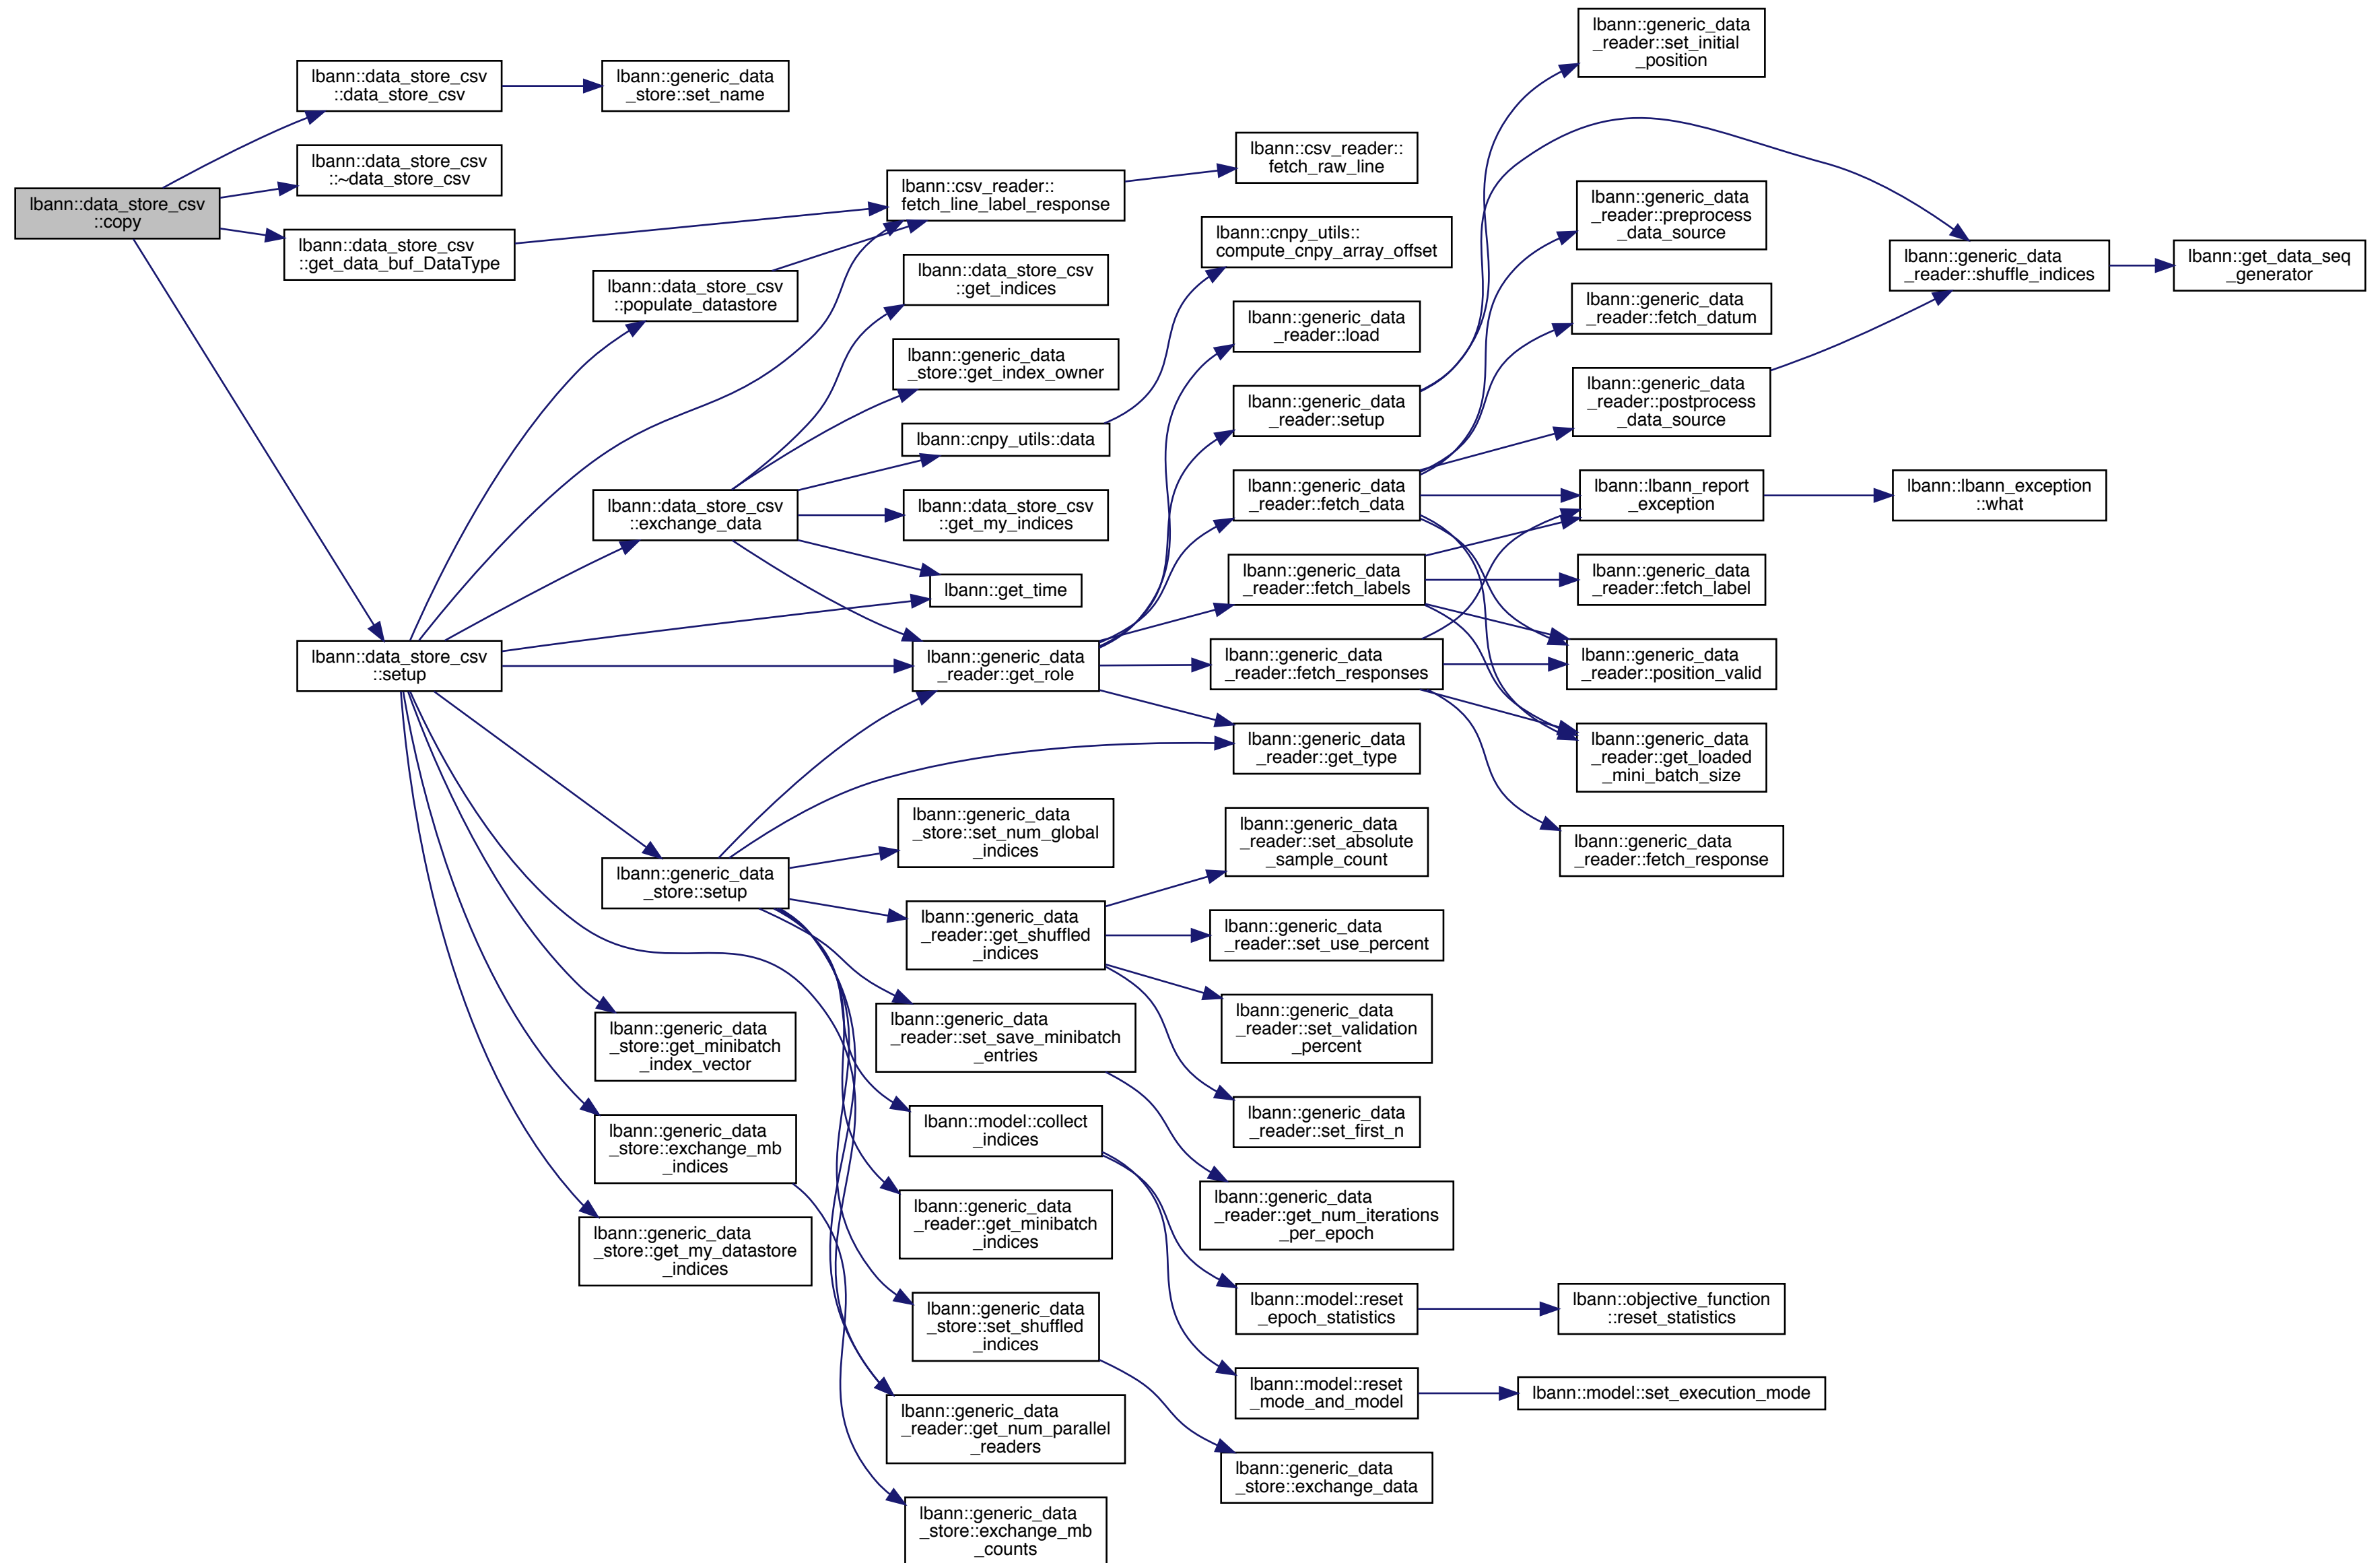 lbann::data_store_csv
::copy
lbann::data_store_csv
::data_store_csv
lbann::data_store_csv
::~data_store_csv
lbann::data_store_csv
::get_data_buf_DataType
lbann::data_store_csv
::setup
lbann::generic_data
_store::set_name
lbann::data_store_csv
::populate_datastore
lbann::data_store_csv
::exchange_data
lbann::generic_data
_store::setup
lbann::generic_data
_store::get_minibatch
_index_vector
lbann::generic_data
_store::exchange_mb
_indices
lbann::generic_data
_store::get_my_datastore
_indices
lbann::csv_reader::
fetch_line_label_response
lbann::data_store_csv
::get_indices
lbann::generic_data
_store::get_index_owner
lbann::cnpy_utils::data
lbann::data_store_csv
::get_my_indices
lbann::get_time
lbann::generic_data
_reader::get_role
lbann::generic_data
_store::set_num_global
_indices
lbann::generic_data
_reader::get_shuffled
_indices
lbann::generic_data
_reader::set_save_minibatch
_entries
lbann::model::collect
_indices
lbann::generic_data
_reader::get_minibatch
_indices
lbann::generic_data
_store::set_shuffled
_indices
lbann::generic_data
_reader::get_num_parallel
_readers
lbann::generic_data
_store::exchange_mb
_counts
lbann::csv_reader::
fetch_raw_line
lbann::cnpy_utils::
compute_cnpy_array_offset
lbann::generic_data
_reader::load
lbann::generic_data
_reader::setup
lbann::generic_data
_reader::fetch_data
lbann::generic_data
_reader::fetch_labels
lbann::generic_data
_reader::fetch_responses
lbann::generic_data
_reader::get_type
lbann::generic_data
_reader::set_absolute
_sample_count
lbann::generic_data
_reader::set_use_percent
lbann::generic_data
_reader::set_validation
_percent
lbann::generic_data
_reader::set_first_n
lbann::generic_data
_reader::get_num_iterations
_per_epoch
lbann::model::reset
_epoch_statistics
lbann::model::reset
_mode_and_model
lbann::generic_data
_store::exchange_data
lbann::generic_data
_reader::set_initial
_position
lbann::generic_data
_reader::preprocess
_data_source
lbann::generic_data
_reader::fetch_datum
lbann::generic_data
_reader::postprocess
_data_source
lbann::lbann_report
_exception
lbann::generic_data
_reader::fetch_label
lbann::generic_data
_reader::position_valid
lbann::generic_data
_reader::get_loaded
_mini_batch_size
lbann::generic_data
_reader::fetch_response
lbann::objective_function
::reset_statistics
lbann::model::set_execution_mode
lbann::generic_data
_reader::shuffle_indices
lbann::lbann_exception
::what
lbann::get_data_seq
_generator